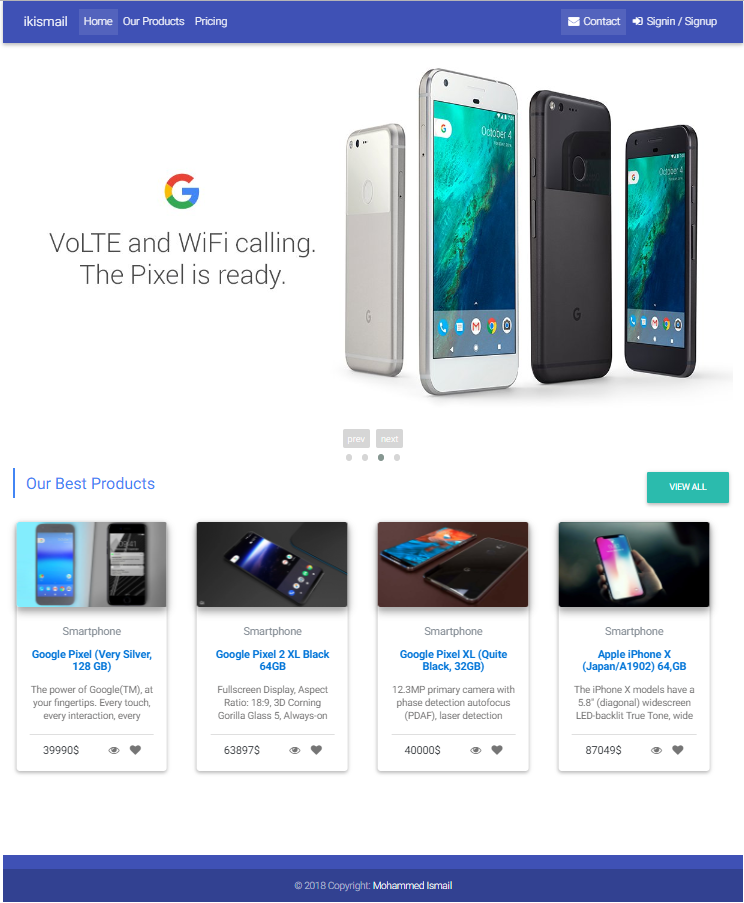 ikismail Home Our Products Pricing Contact Signin / Signup
VoLTE and WiFi calling.
The Pixel is ready.
October 4
October 4
prev next
Our Best Products
VIEW ALL
Smartphone
Google Pixel (Very Silver,
128 GB)
The power of Google(TM), at
your fingertips. Every touch,
every interaction, every
39990$
Smartphone
Google Pixel 2 XL Black
64GB
Fullscreen Display, Aspect
Ratio: 18:9, 3D Corning
Gorilla Glass 5, Always-on
63897$
Smartphone
Google Pixel XL (Quite
Black, 32GB)
12.3MP primary camera with
phase detection autofocus
(PDAF), laser detection
40000$
Smartphone
Apple iPhone X
(Japan/A1902) 64,GB
The iPhone X models have a
5.8" (diagonal) widescreen
LED-backlit True Tone, wide
87049$
© 2018 Copyright: Mohammed Ismail